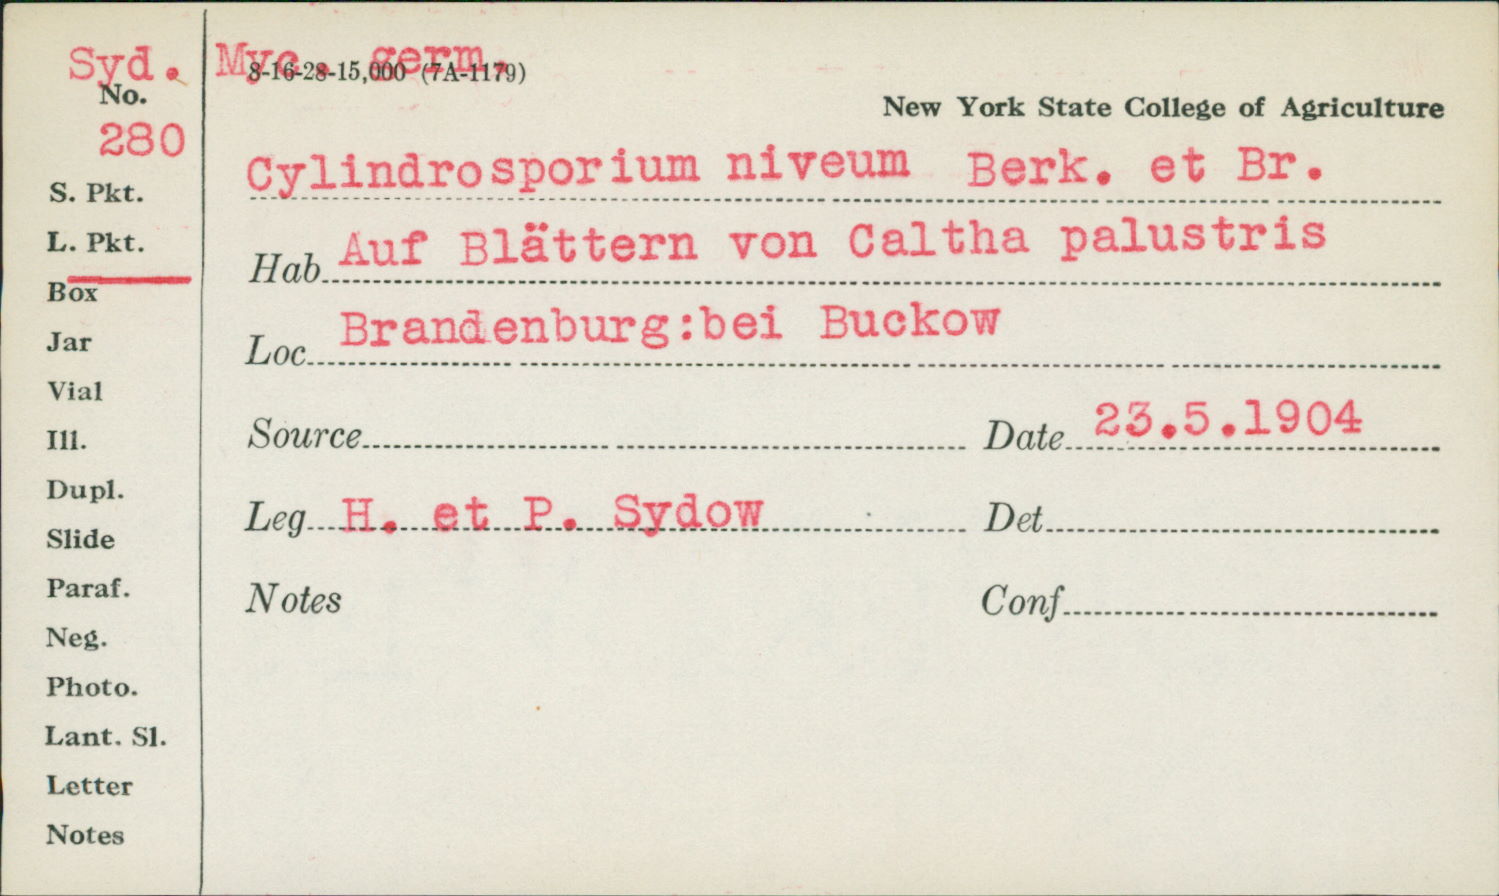 Syd. Myc. germ.
8-16-28-15,000 (7A-1179)
No.
280
New York State College of Agriculture
Cylindrosporium niveum Berk. et Br.
S. Pkt.
L. Pkt.
Hab Auf Blättern von Caltha palustris
Box
Loc Brandenburg:bei Buckow
Jar
Vial
Ill.
Source
Date 23.5.1904
Dupl.
Leg H. et P. Sydow
Det
Slide
Paraf.
Notes
Conf
Neg.
Photo.
Lant. Sl.
Letter
Notes